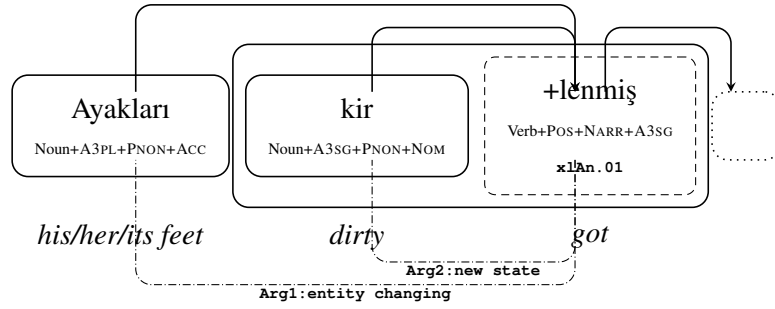 Ayakları kir +lenmiş
Noun+A3PL+PNON+ACC Noun+A3SG+PNON+NOM Verb+POS+NARR+A3SG
xlAn.01
his/her/its feet dirty got
Arg2:new state
Arg1:entity changing